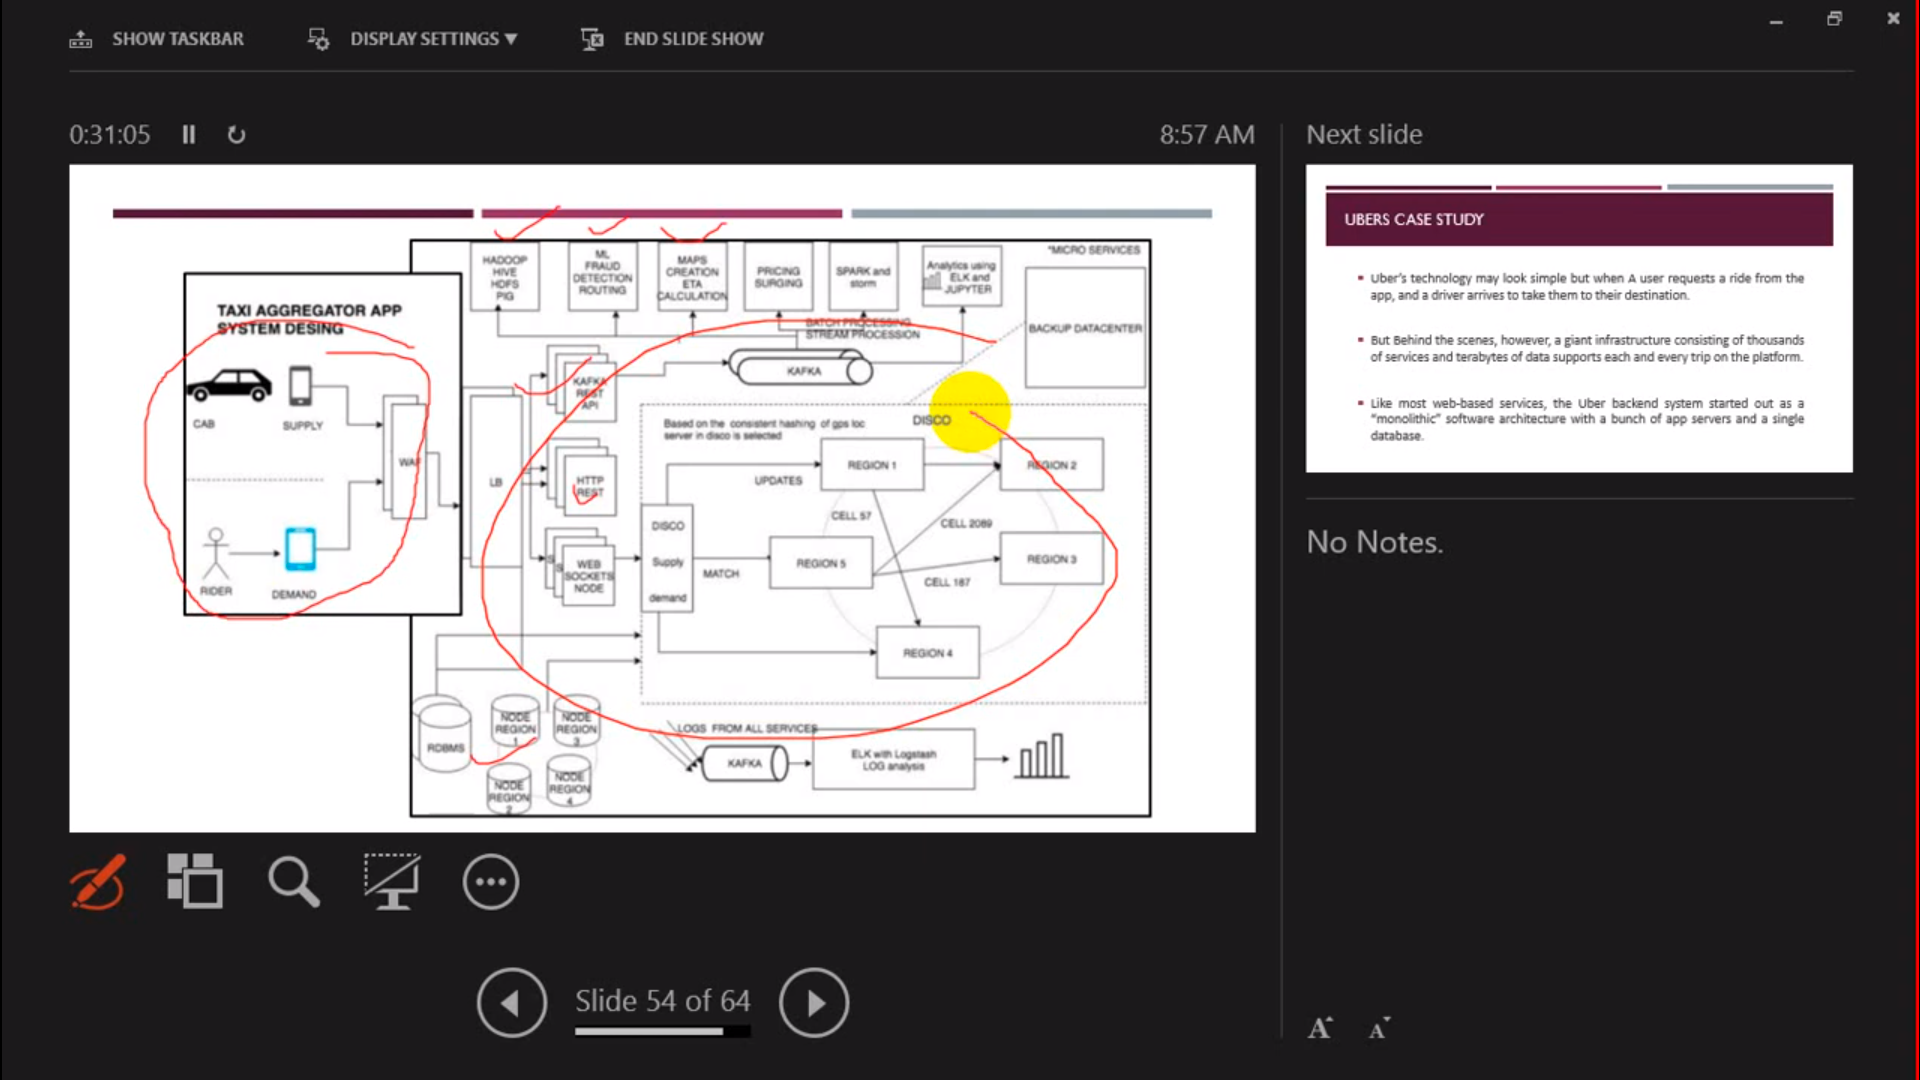 SHOW TASKBAR
DISPLAY SETTINGS
END SLIDE SHOW
0:31:05
8:57 AM
Next slide
TAXI AGGREGATOR APP
SYSTEM DESING
CAB
SUPPLY
RIDER
DEMAND
WAF
LB
HADOOP
HIVE
HDFS
PIG
ML
FRAUD
DETECTION
ROUTING
MAPS
CREATION
ETA
CALCULATION
PRICING
SURGING
SPARK and
storm
Analytics using
ELK and
JUPYTER
*MICRO SERVICES
BACKUP DATACENTER
BATCH PROCESSING
STREAM PROCESSION
KAFKA
REST
API
KAFKA
HTTP
REST
S
S
WEB
SOCKETS
NODE
Based on the consistent hashing of gps loc
server in disco is selected
DISCO
DISCO
Supply
demand
UPDATES
MATCH
REGION 1
REGION 2
REGION 3
REGION 4
REGION 5
CELL 57
CELL 2089
CELL 187
RDBMS
NODE
REGION
1
NODE
REGION
3
NODE
REGION
2
NODE
REGION
4
LOGS FROM ALL SERVICES
KAFKA
ELK with Logstash
LOG analysis
UBERS CASE STUDY
Uber's technology may look simple but when A user requests a ride from the
app, and a driver arrives to take them to their destination.
But Behind the scenes, however, a giant infrastructure consisting of thousands
of services and terabytes of data supports each and every trip on the platform.
Like most web-based services, the Uber backend system started out as a
"monolithic" software architecture with a bunch of app servers and a single
database.
No Notes.
Slide 54 of 64
A A